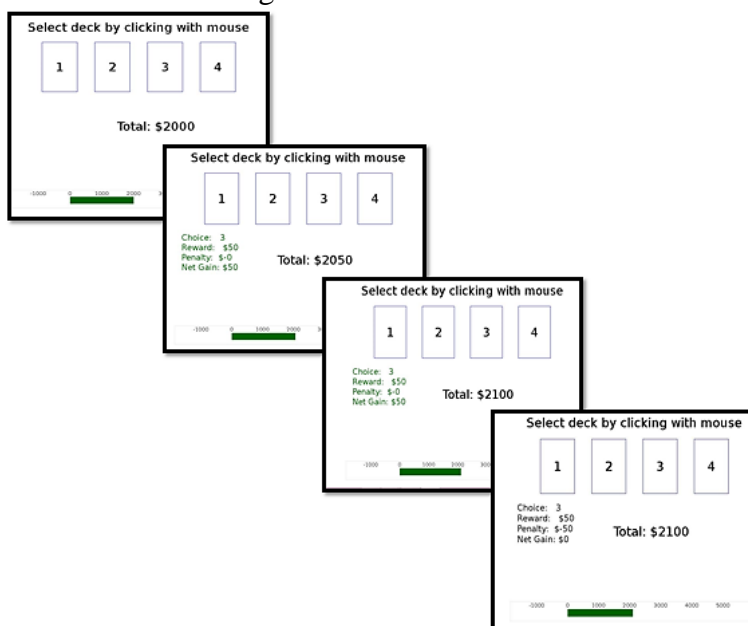 Select deck by clicking with mouse
1 2 3 4
Total: $2000
-1000 0 1000 2000
Select deck by clicking with mouse
1 2 3 4
Choice: 3
Reward: $50
Penalty: $-0
Net Gain: $50
Total: $2050
-1000 0 1000 2000
Select deck by clicking with mouse
1 2 3 4
Choice: 3
Reward: $50
Penalty: $-0
Net Gain: $50
Total: $2100
-1000 0 1000 2000
Select deck by clicking with mouse
1 2 3 4
Choice: 3
Reward: $50
Penalty: $-50
Net Gain: $0
Total: $2100
-1000 0 1000 2000 3000 4000 5000